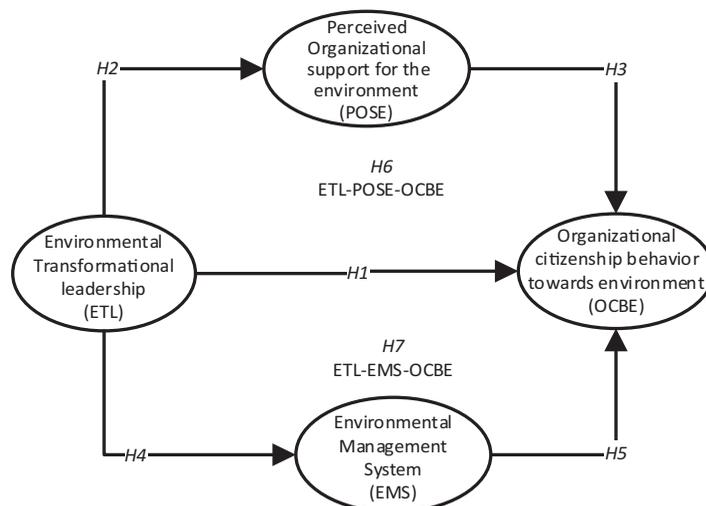 Perceived
Organizational
support for the
environment
(POSE)
H2
H3
H6
ETL-POSE-OCBE
Environmental
Transformational
leadership
(ETL)
H1
Organizational
citizenship behavior
towards environment
(OCBE)
H7
ETL-EMS-OCBE
Environmental
Management
System
(EMS)
H4
H5